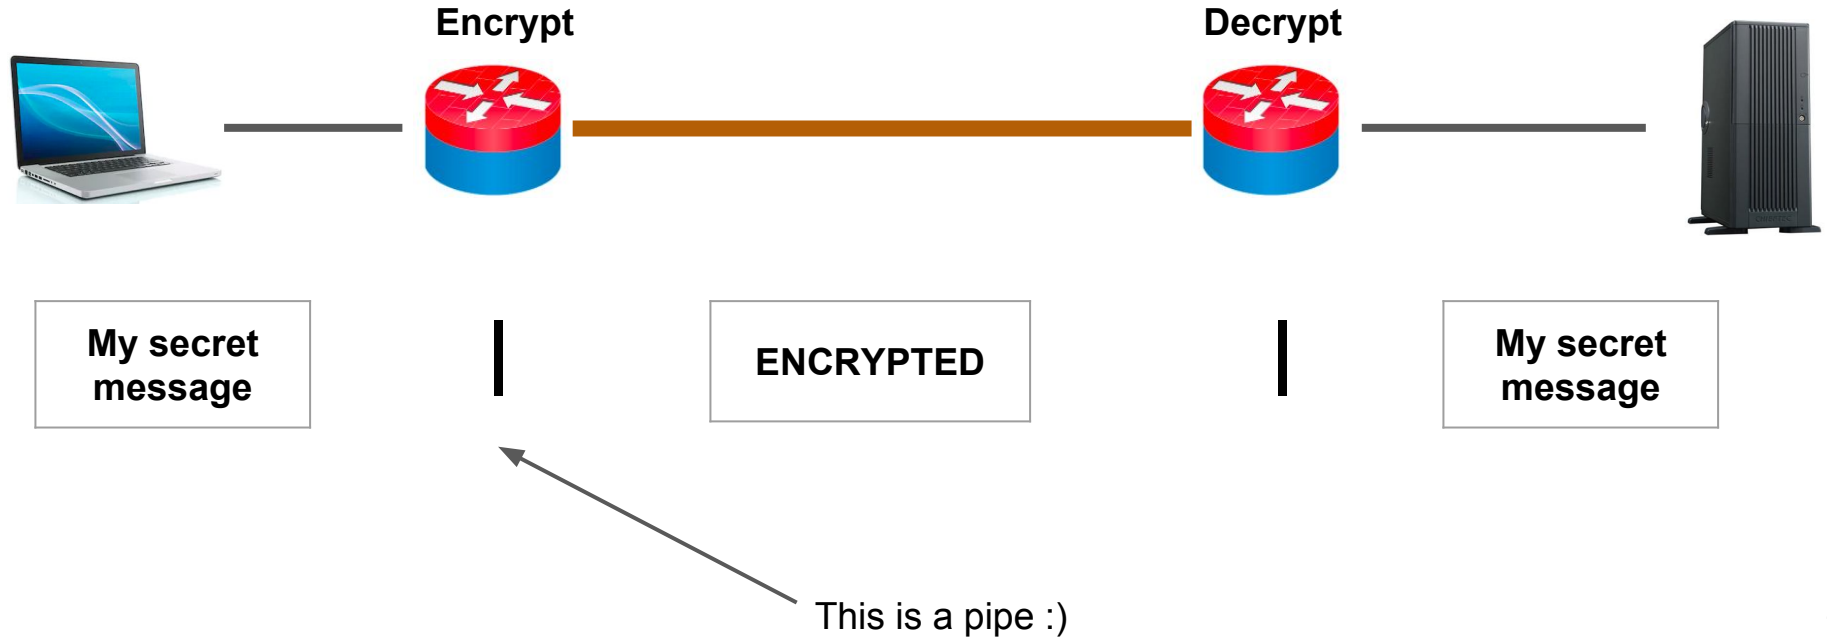 Encrypt
Decrypt
My secret
message
|
ENCRYPTED
|
My secret
message
This is a pipe :)